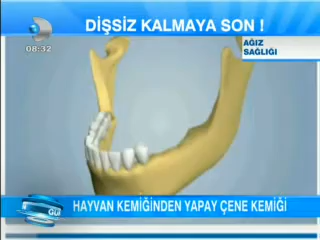 DİŞSİZ KALMAYA SON !
08:32
AĞIZ
SAĞLIĞI
HAYVAN KEMİĞİNDEN YAPAY ÇENE KEMİĞİ